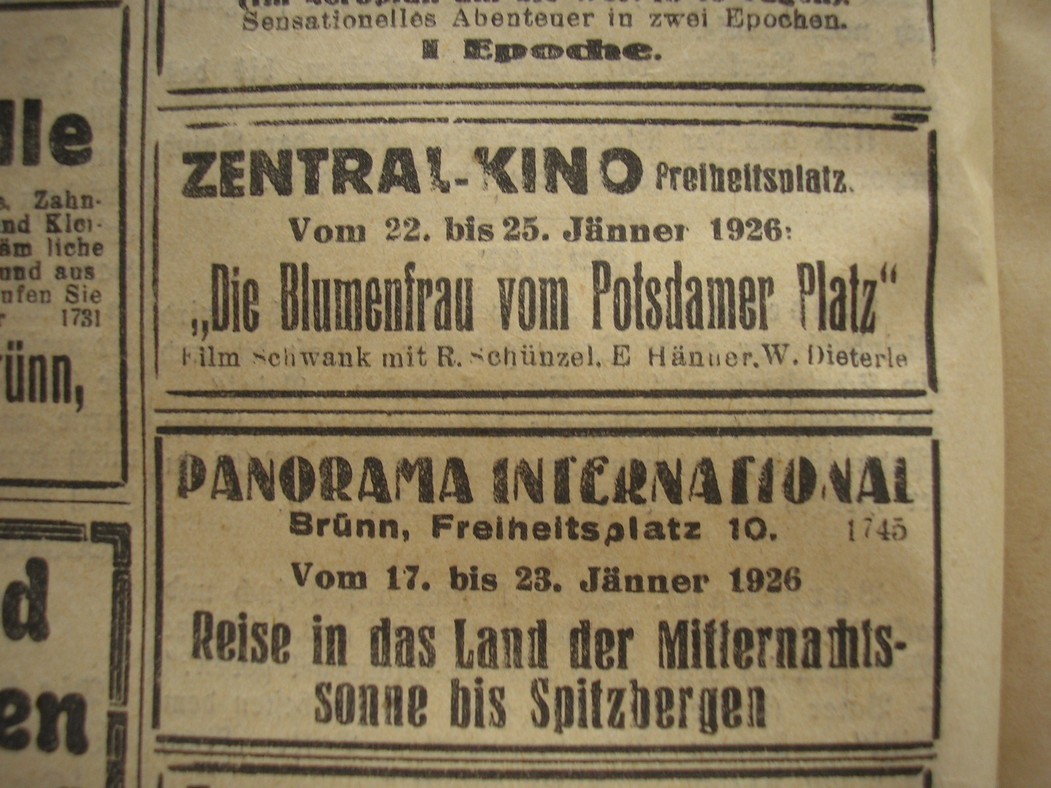 Sensationelles Abenteuer in zwei Epochen.
I Epoche.
ZENTRAL-KINO Freiheitsplatz.
Vom 22. bis 25. Jänner 1926:
„Die Blumenfrau vom Potsdamer Platz“
Film Schwank mit R. Schünzel, E Hanner, W. Dieterle
PANORAMA INTERNATIONAL
Brünn, Freiheitsplatz 10. 1745
Vom 17. bis 23. Jänner 1926
Reise in das Land der Mitternachts-
sonne bis Spitzbergen
lle
Zahn-
nd Klei-
äm liche
und aus
ufen Sie
r 1731
rünn,
d
en